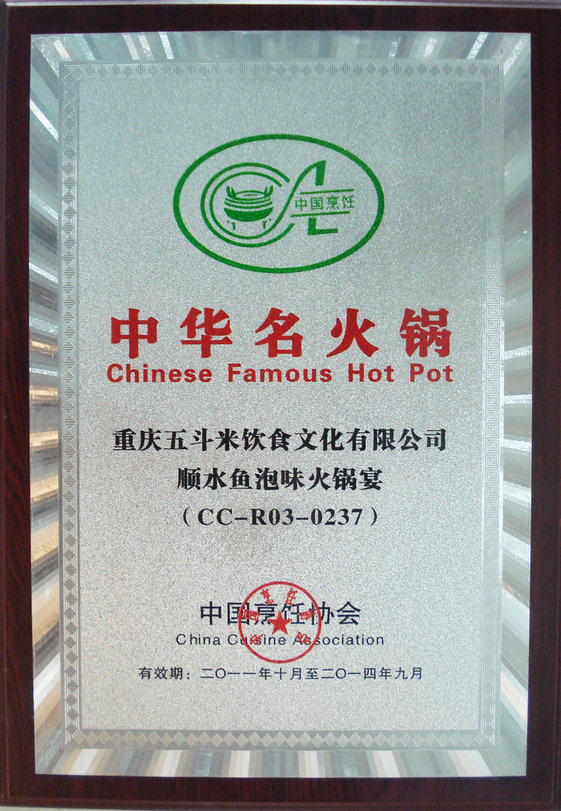 中国烹饪
中华名火锅
Chinese Famous Hot Pot
重庆五斗米饮食文化有限公司
顺水鱼泡味火锅宴
（CC-R03-0237）
中国烹饪协会
China Cuisine Association
有效期：二〇一一年十月至二〇一四年九月